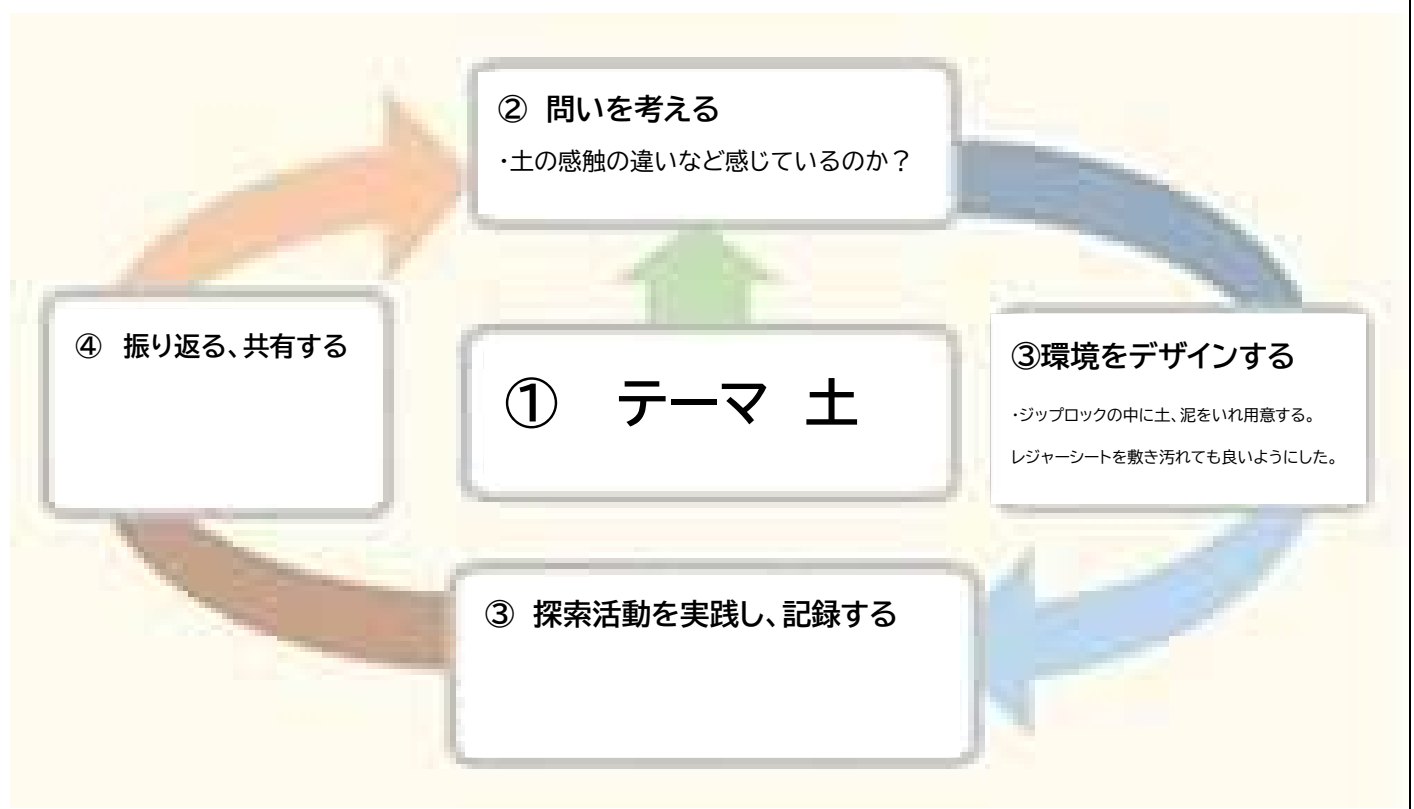 ② 問いを考える
・土の感触の違いなど感じているのか？
④ 振り返る、共有する
① テーマ 土
③環境をデザインする
・ジップロックの中に土、泥をいれ用意する。
レジャーシートを敷き汚れても良いようにした。
③ 探索活動を実践し、記録する